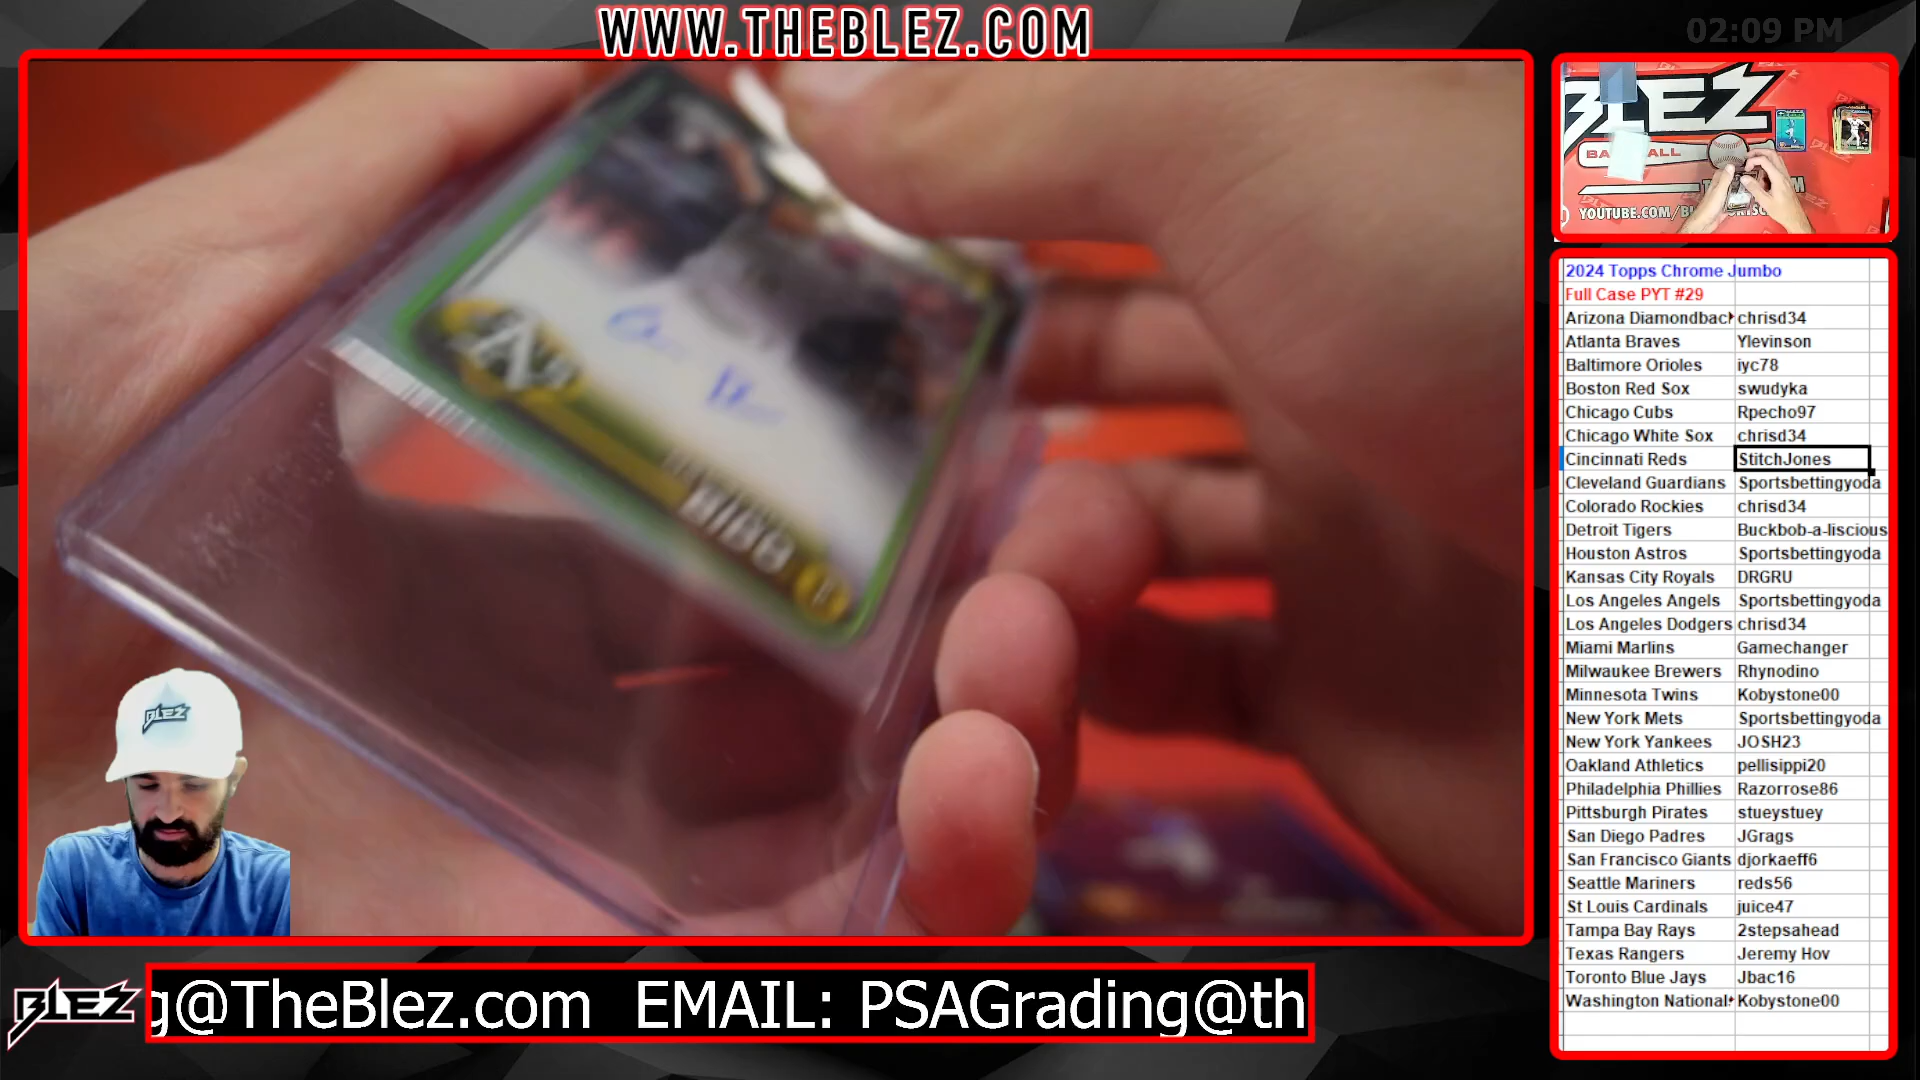 WWW.THEBLEZ.COM
02:09 PM
BLEZ
YOUTUBE.COM/BL
2024 Topps Chrome Jumbo
Full Case PYT #29
Arizona Diamondbac chrisd34
Atlanta Braves Ylevinson
Baltimore Orioles iyc78
Boston Red Sox swudyka
Chicago Cubs Rpecho97
Chicago White Sox chrisd34
Cincinnati Reds StitchJones
Cleveland Guardians Sportsbettingyoda
Colorado Rockies chrisd34
Detroit Tigers Buckbob-a-liscious
Houston Astros Sportsbettingyoda
Kansas City Royals DRGRU
Los Angeles Angels Sportsbettingyoda
Los Angeles Dodgers chrisd34
Miami Marlins Gamechanger
Milwaukee Brewers Rhynodino
Minnesota Twins Kobystone00
New York Mets Sportsbettingyoda
New York Yankees JOSH23
Oakland Athletics pellisippi20
Philadelphia Phillies Razorrose86
Pittsburgh Pirates stueystuey
San Diego Padres JGrags
San Francisco Giants djorkaeff6
Seattle Mariners reds56
St Louis Cardinals juice47
Tampa Bay Rays 2stepsahead
Texas Rangers Jeremy Hov
Toronto Blue Jays Jbac16
Washington National Kobystone00
A's
BIDO
BLEZ
BLEZ
g@TheBlez.com EMAIL: PSAGrading@th